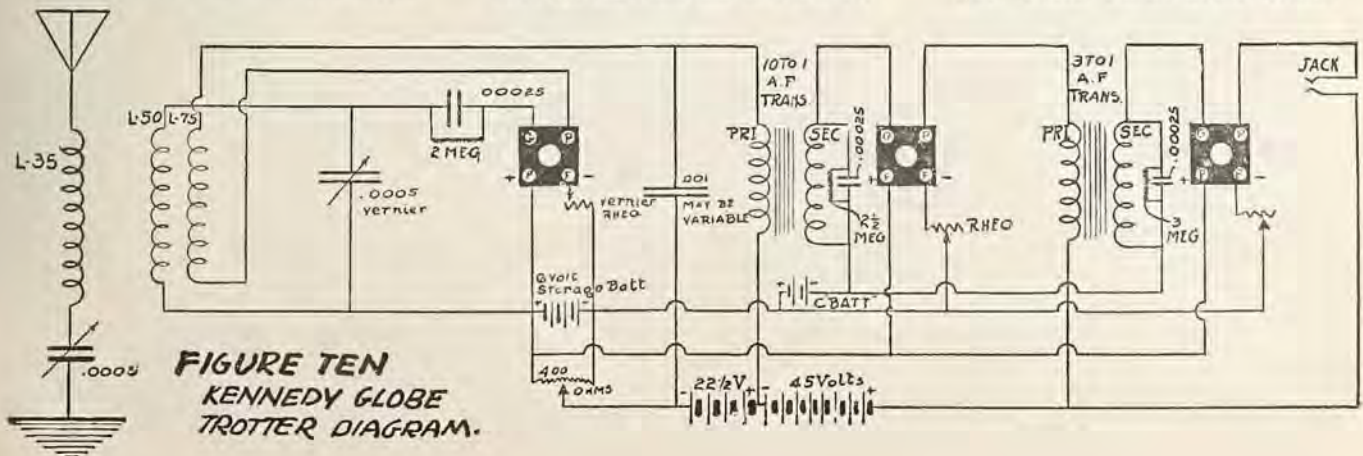 L-35
.0005
L-50
L-75
.0005
vernier
.00025
2 MEG
G
P
F
F
+
-
vernier
RHEO
.001
MAY BE
VARIABLE
6 volt
Storage Batt
+
-
400
OHMS
10 TO 1
A.F
TRANS.
PRI
SEC
.00025
2½
MEG
G
P
F
F
+
-
RHEO
+
-
"C" BATT
-
22½V
+
-
45 Volts
+
3 TO 1
A.F
TRANS.
PRI
SEC
.00025
3
MEG
G
P
F
F
+
-
JACK
FIGURE TEN
KENNEDY GLOBE
TROTTER DIAGRAM.